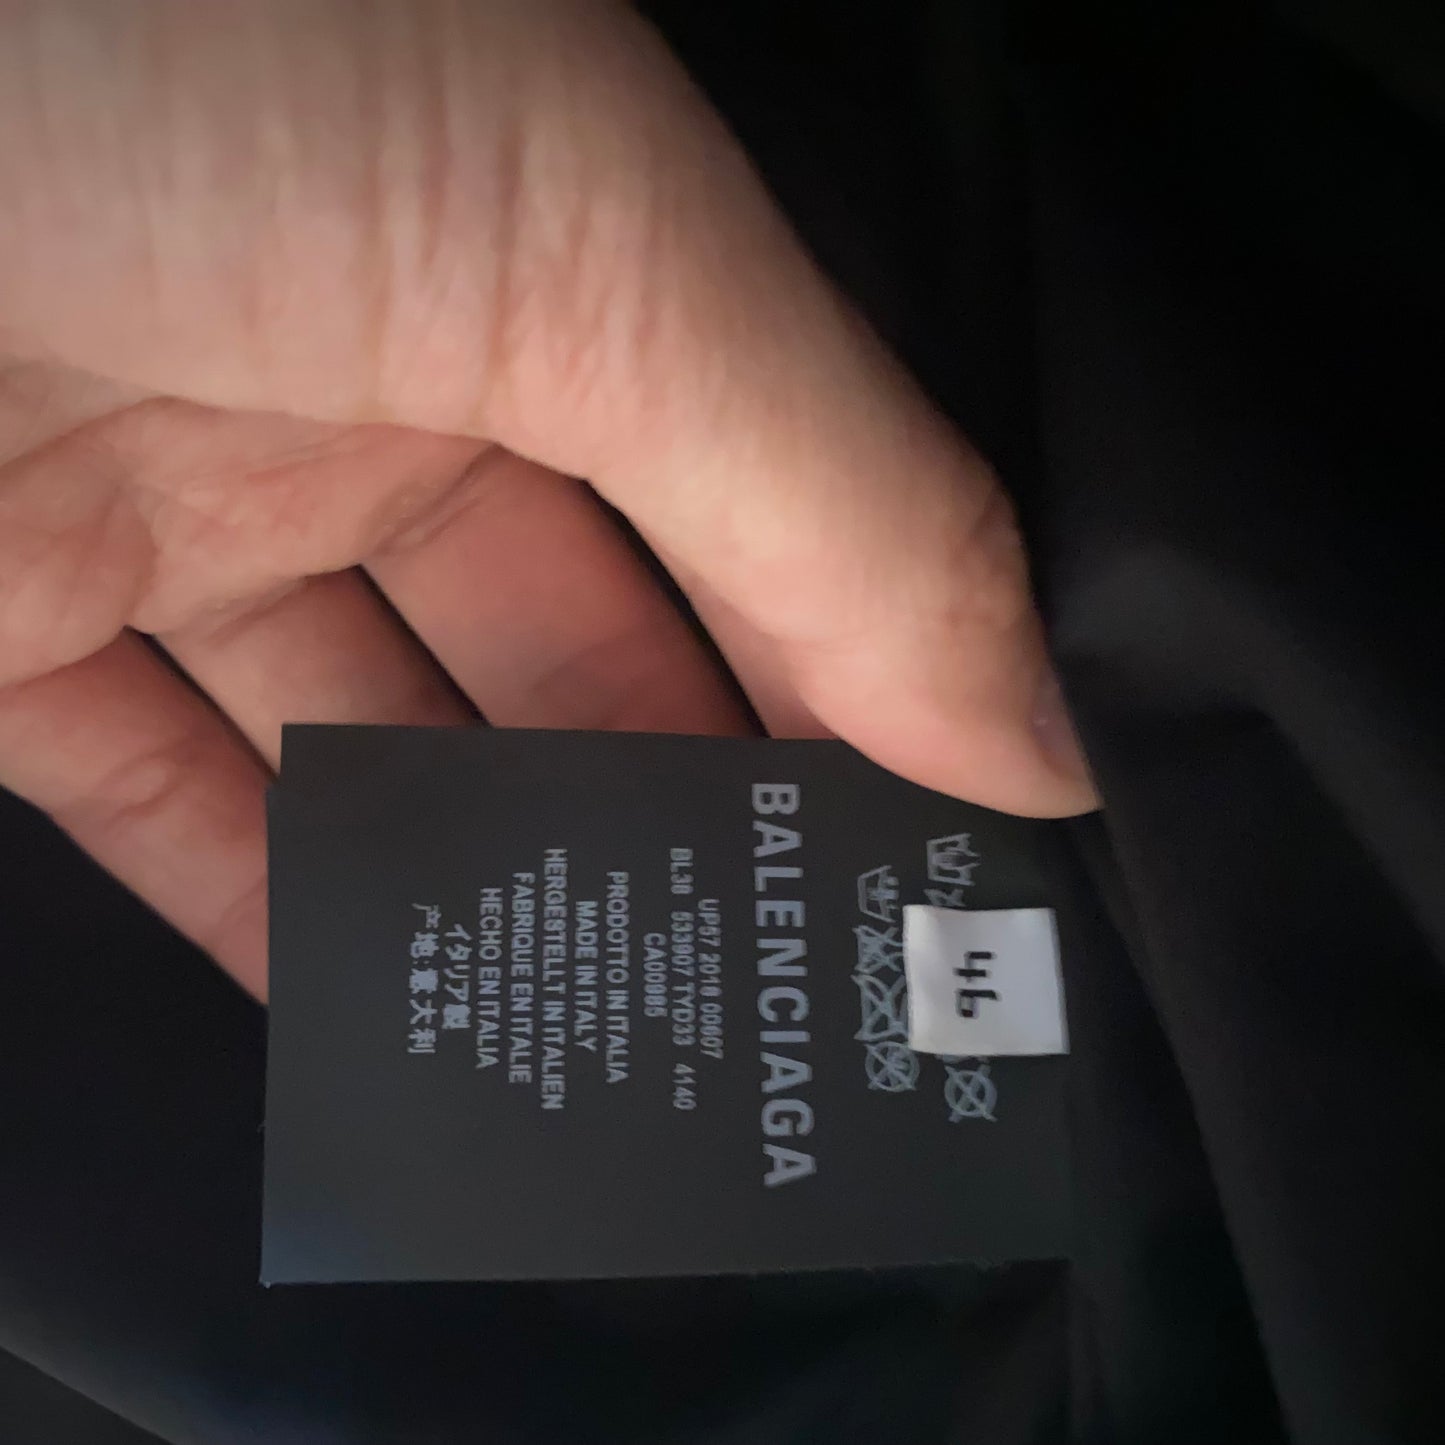 46
BALENCIAGA
UP57 2018 00607
BL30 533907 TYD33 4140
CA00985
PRODOTTO IN ITALIA
MADE IN ITALY
HERGESTELLT IN ITALIEN
FABRIQUE EN ITALIE
HECHO EN ITALIA
イタリア製
产地:意大利